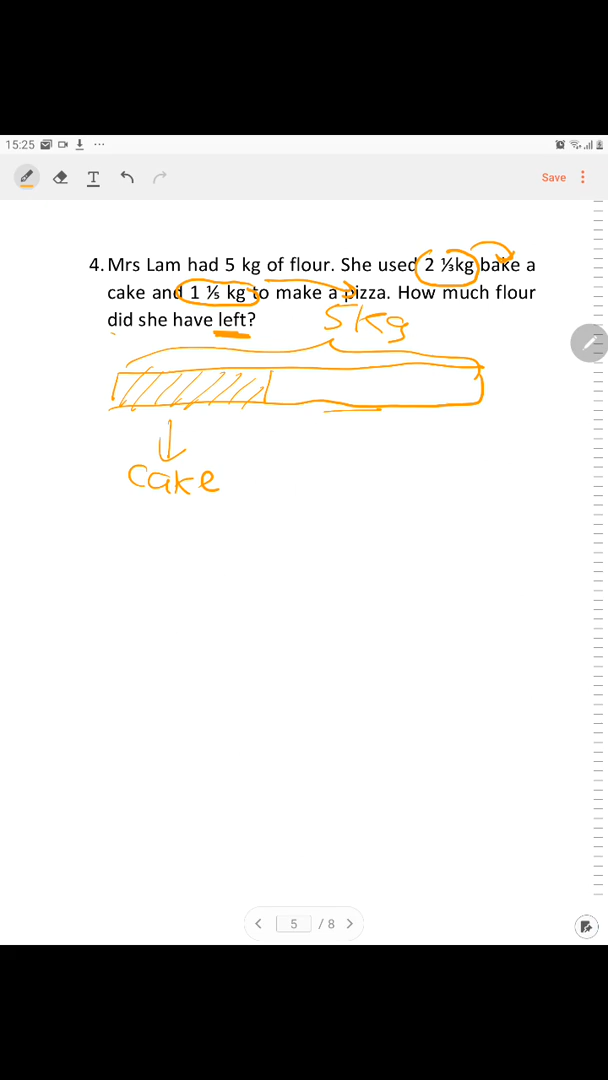 15:25 ...
T Save
4. Mrs Lam had 5 kg of flour. She used 2 ⅓kg bake a
cake and 1 ⅕ kg to make a pizza. How much flour
did she have left?
5kg
cake
5 / 8